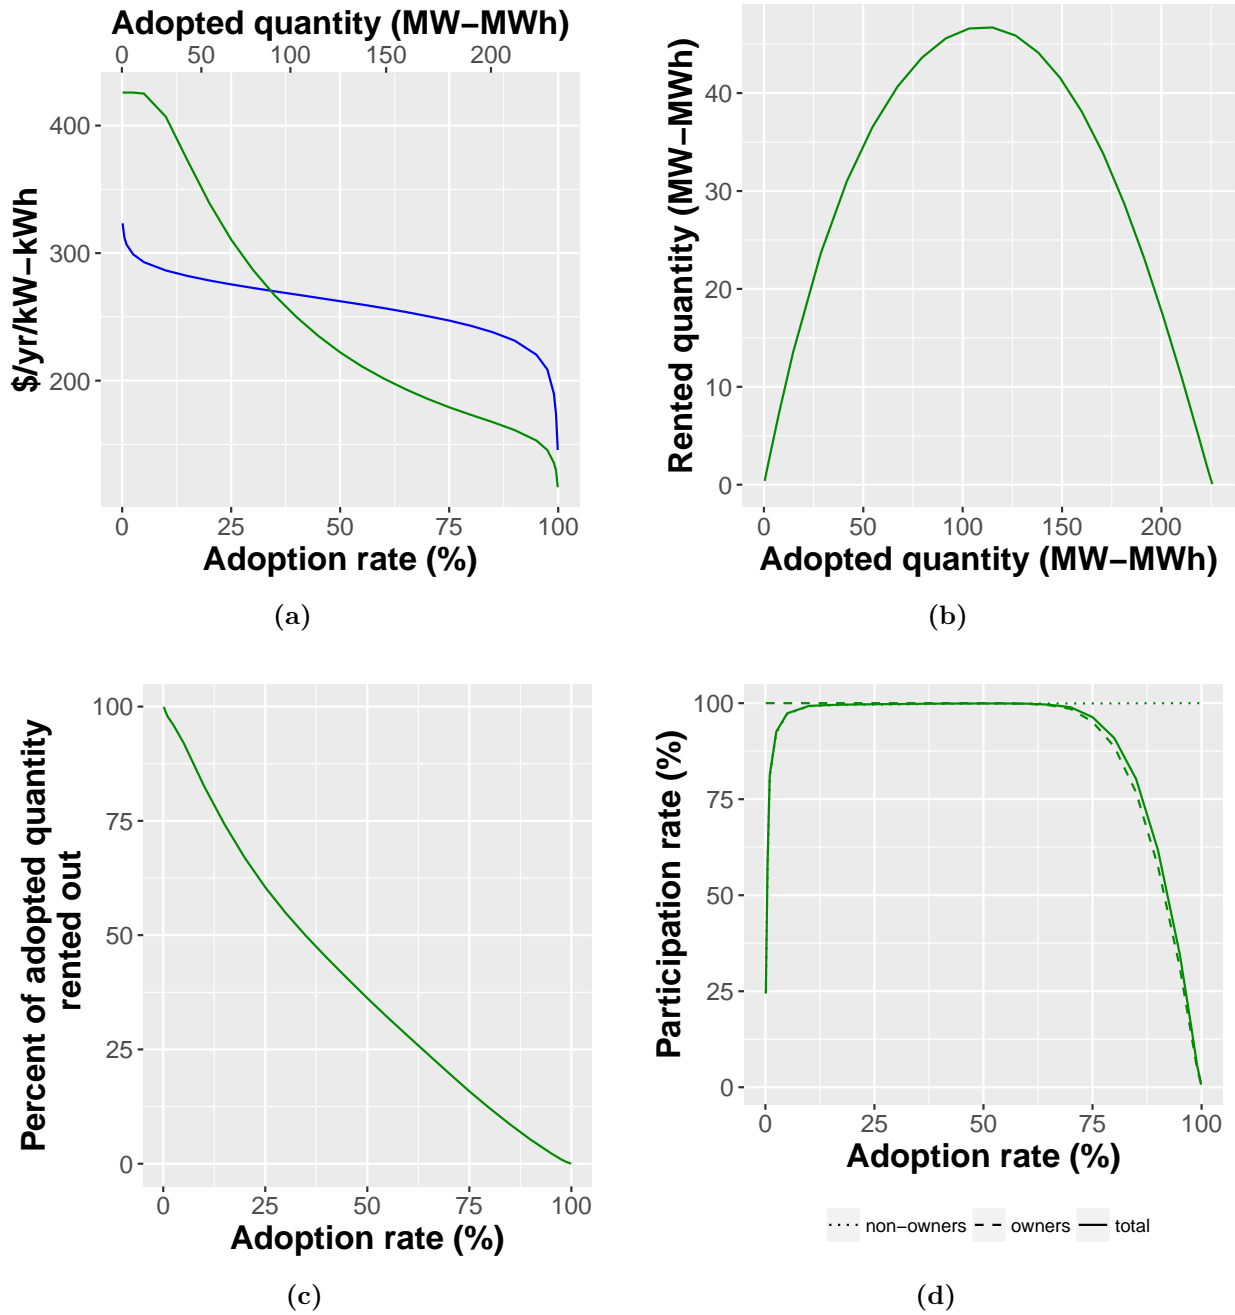 Adopted quantity (MW−MWh)
0 50 100 150 200
$/yr/kW−kWh
400
300
200
0 25 50 75 100
Adoption rate (%)
(a)
Rented quantity (MW−MWh)
40
30
20
10
0
0 50 100 150 200
Adopted quantity (MW−MWh)
(b)
Percent of adopted quantity
rented out
100
75
50
25
0
0 25 50 75 100
Adoption rate (%)
(c)
Participation rate (%)
100
75
50
25
0
0 25 50 75 100
Adoption rate (%)
non−owners owners total
(d)